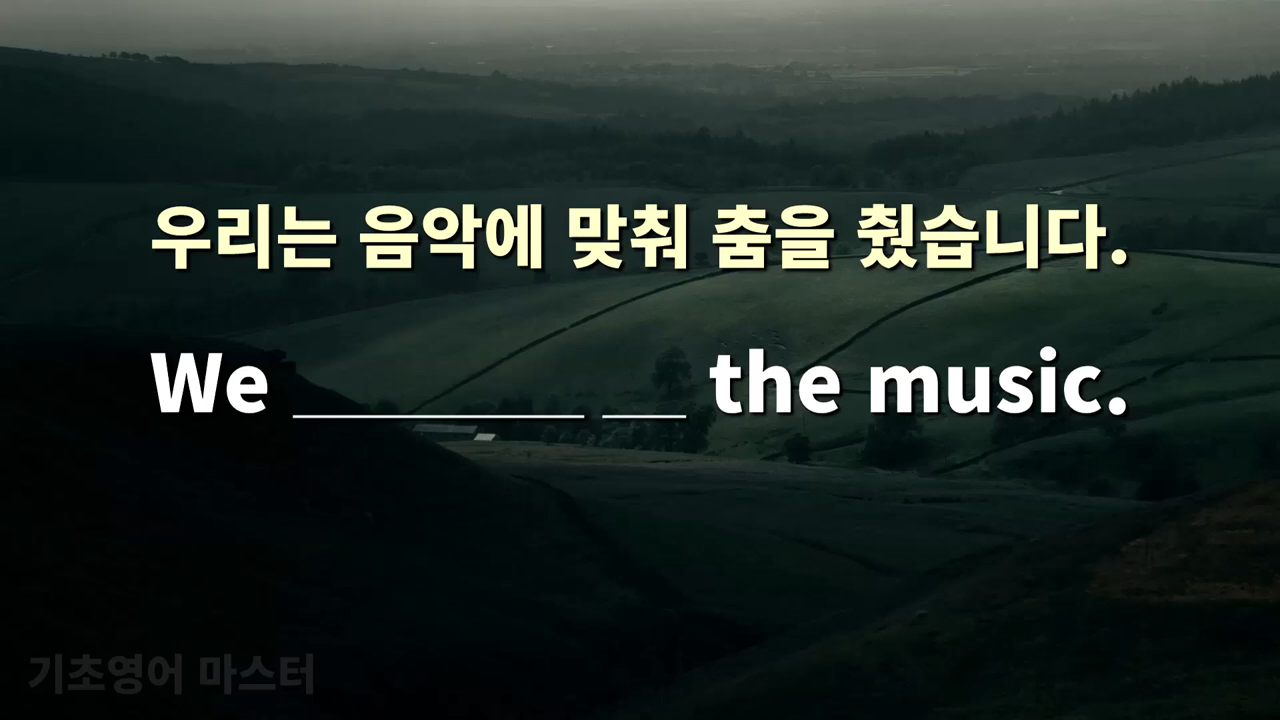 우리는 음악에 맞춰 춤을 췄습니다.
We _______ __ the music.
기초영어 마스터